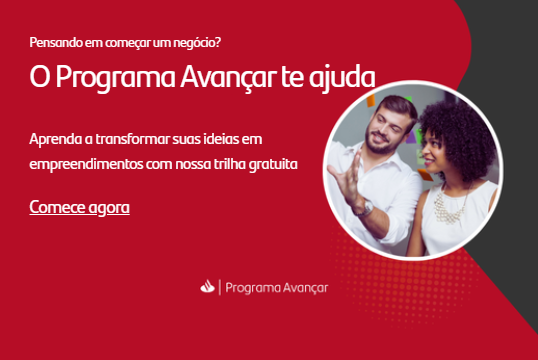 Pensando em começar um negócio?
O Programa Avançar te ajuda
Aprenda a transformar suas ideias em
empreendimentos com nossa trilha gratuita
Comece agora
Programa Avançar